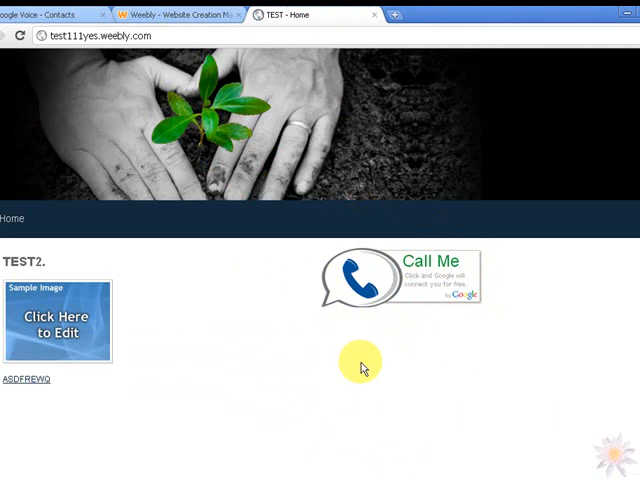 oogle Voice - Contacts
Weebly - Website Creation Ma
TEST - Home
test111yes.weebly.com
Home
TEST2.
Call Me
Click and Google will
connect you for free.
by Google
Sample Image
Click Here
to Edit
ASDFREWQ